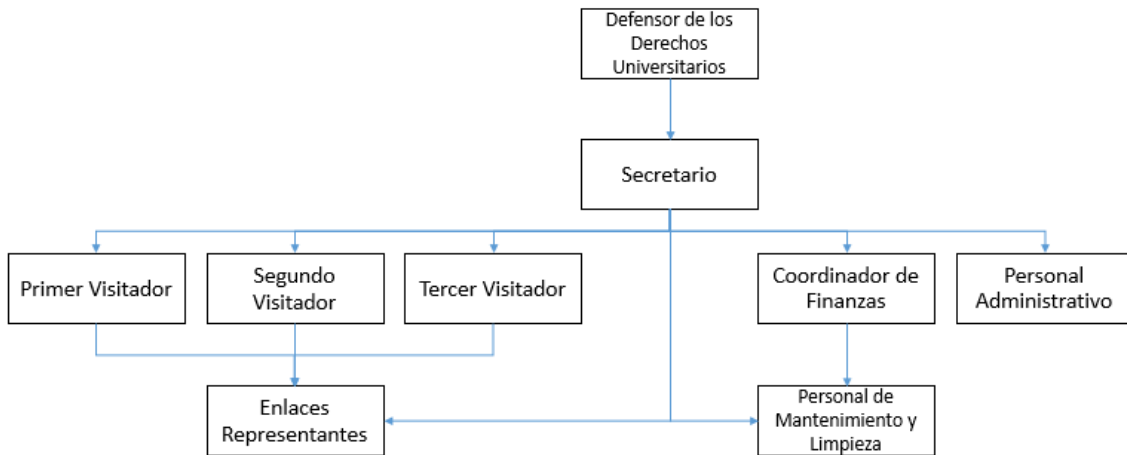 Defensor de los
Derechos
Universitarios
Secretario
Primer Visitador
Segundo
Visitador
Tercer Visitador
Coordinador de
Finanzas
Personal
Administrativo
Enlaces
Representantes
Personal de
Mantenimiento y
Limpieza